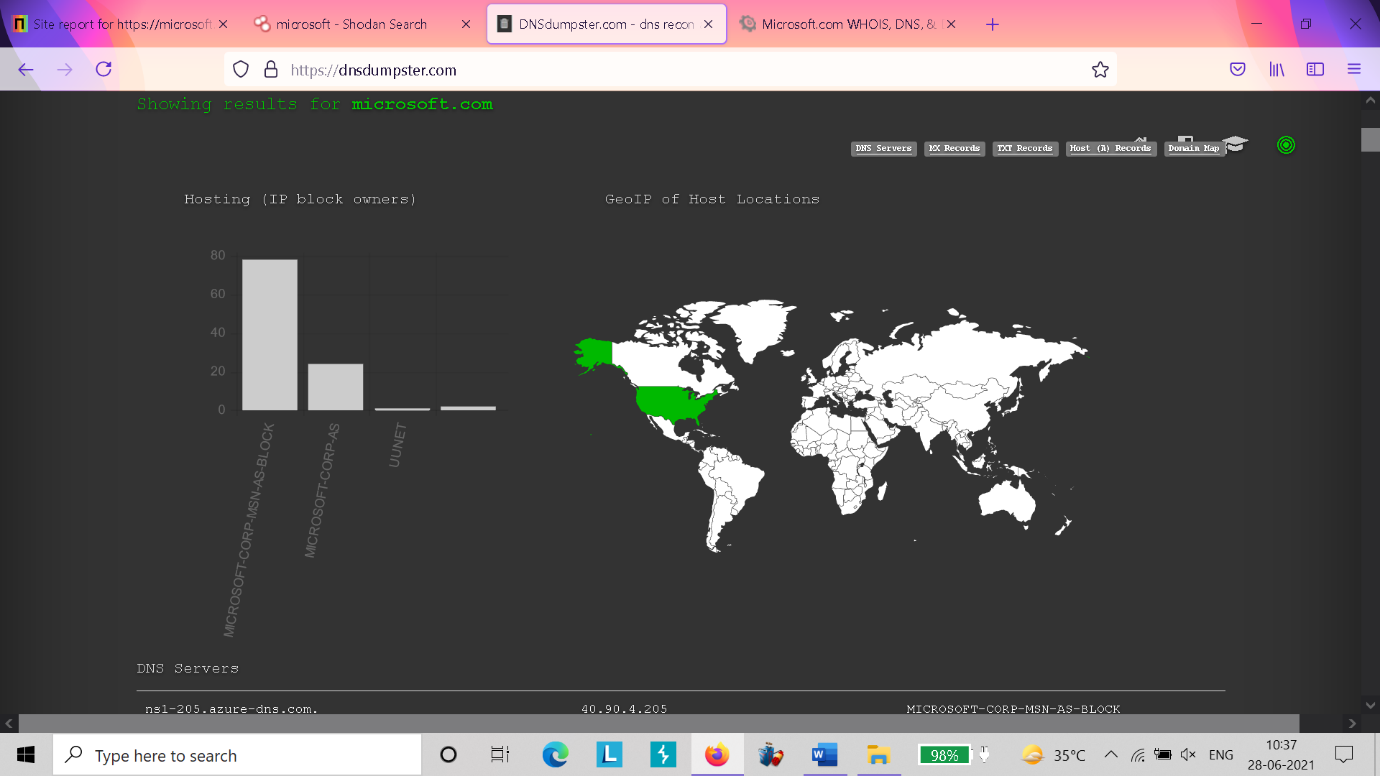 Site report for https://microsoft
microsoft - Shodan Search
DNSdumpster.com - dns recon
Microsoft.com WHOIS, DNS, &
https://dnsdumpster.com
Showing results for microsoft.com
DNS Servers MX Records TXT Records Host (A) Records Domain Map
Hosting (IP block owners)
GeoIP of Host Locations
80
60
40
20
0
MICROSOFT-CORP-MSN-AS-BLOCK
MICROSOFT-CORP-AS
UUNET
DNS Servers
ns1-205.azure-dns.com. 40.90.4.205 MICROSOFT-CORP-MSN-AS-BLOCK
Type here to search
L
W
98%
35°C
ENG
10:37
28-06-2021